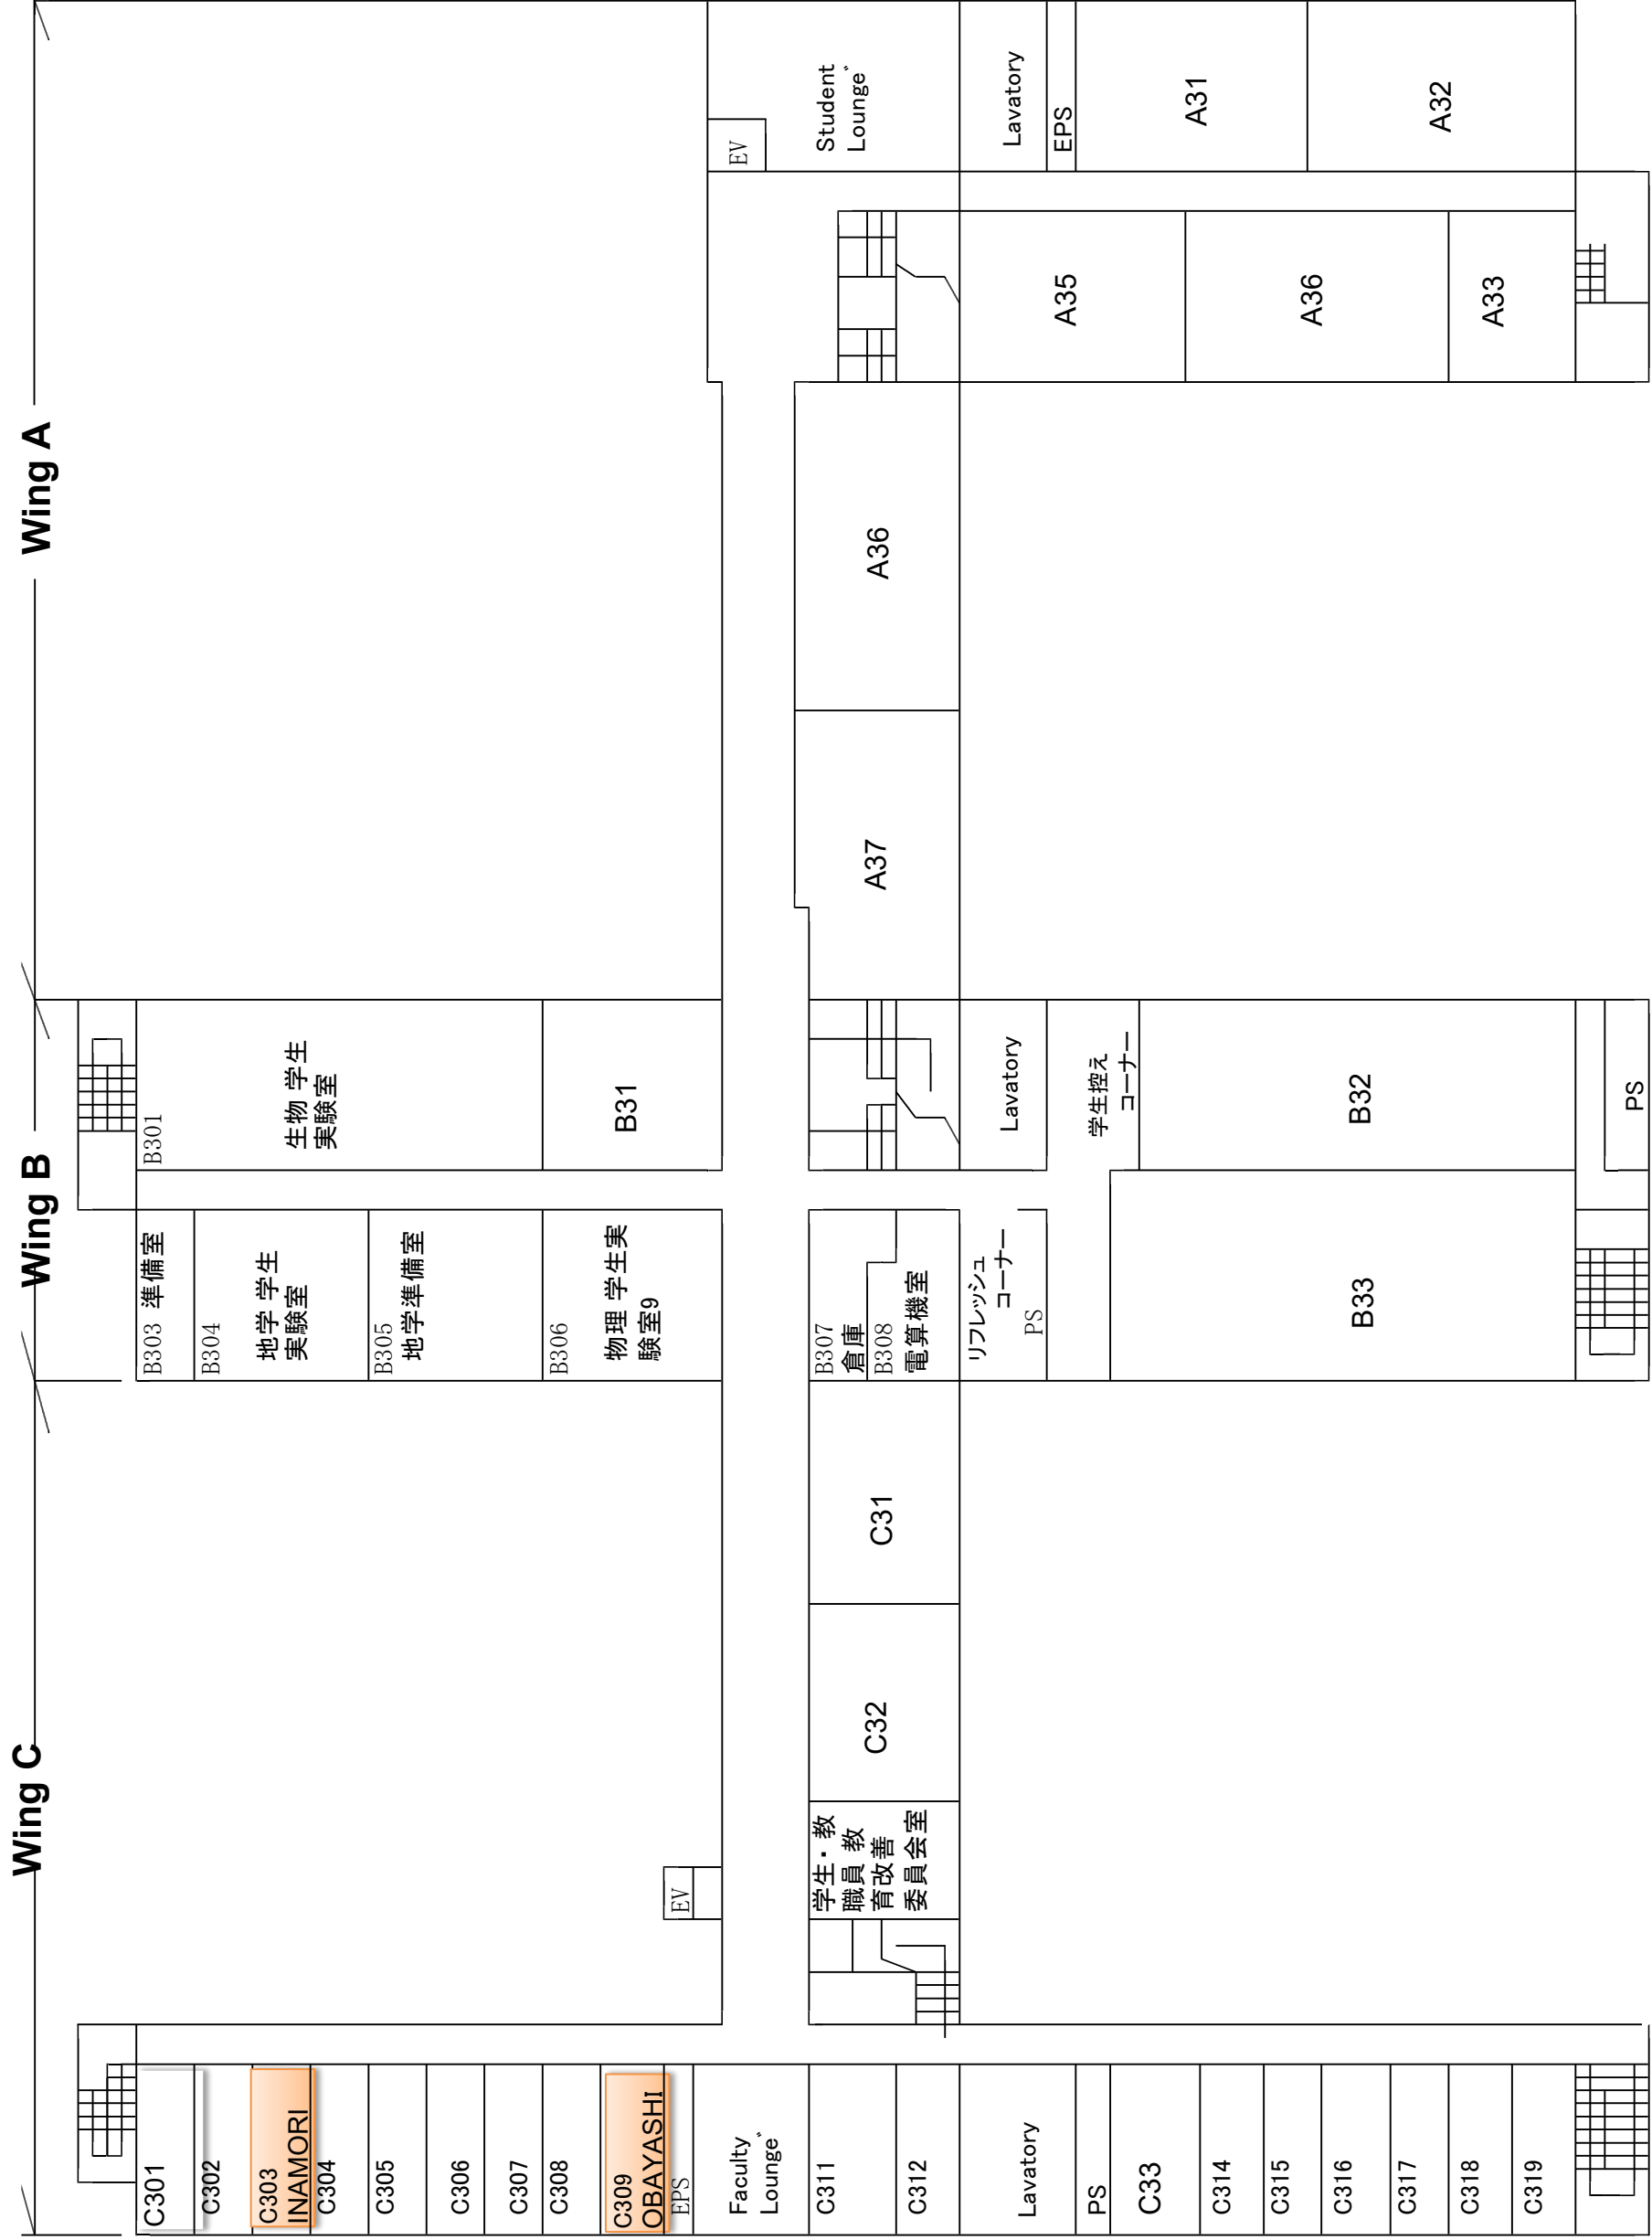 Wing C
Wing B
Wing A
C301
C302
C303
INAMORI
C304
C305
C306
C307
C308
C309
OBAYASHI
EPS
Faculty
Lounge゛
C311
C312
Lavatory
PS
C33
C314
C315
C316
C317
C318
C319
EV
学生・教
職員 教
育改善
委員会室
C32
C31
B303 準備室
B304
地学 学生
実験室
B305
地学準備室
B306
物理 学生実
験室9
B307
倉庫
B308
電算機室
リフレッシュ
コーナー
PS
B33
B301
生物 学生
実験室
B31
Lavatory
学生控え
コーナー
B32
PS
A37
A36
A35
A36
A33
EV
Student
Lounge゛
Lavatory
EPS
A31
A32